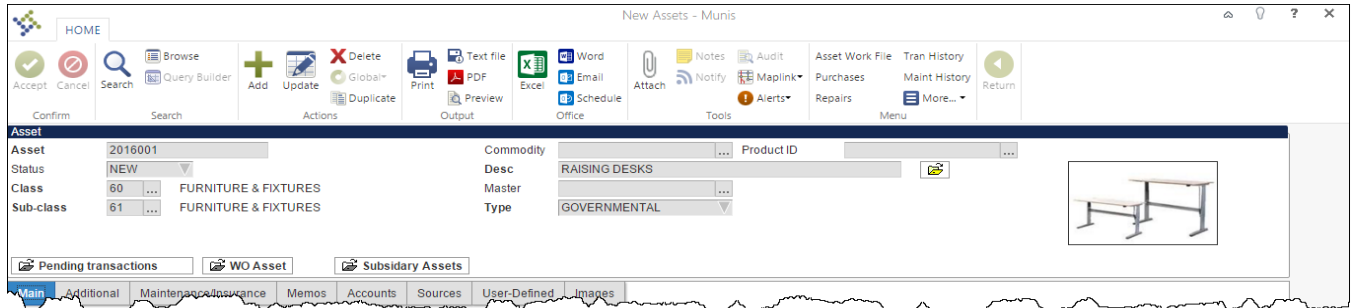 New Assets - Munis
HOME
Accept Cancel Search Browse Query Builder Add Update Delete Global Duplicate Print Text file PDF Preview Excel Word Email Schedule Attach Notes Notify Audit Maplink Alerts Asset Work File Purchases Repairs Tran History Maint History More... Return
Confirm Search Actions Output Office Tools Menu
Asset
Asset 2016001 Commodity ... Product ID ...
Status NEW Desc RAISING DESKS
Class 60 ... FURNITURE & FIXTURES Master ...
Sub-class 61 ... FURNITURE & FIXTURES Type GOVERNMENTAL
Pending transactions WO Asset Subsidary Assets
Main Additional Maintenance/Insurance Memos Accounts Sources User-Defined Images